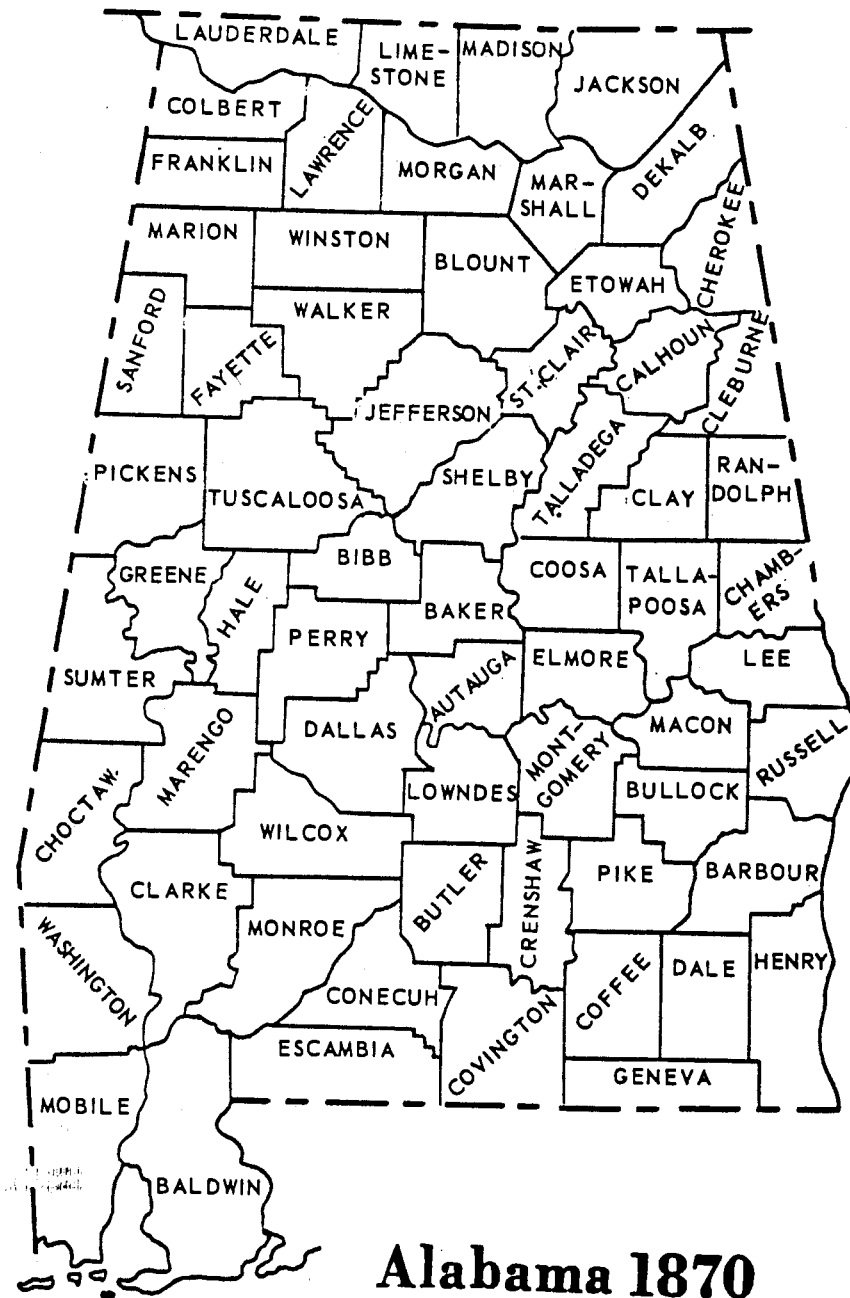 LAUDERDALE
LIME-
STONE
MADISON
JACKSON
COLBERT
LAWRENCE
FRANKLIN
MORGAN
MAR-
SHALL
DEKALB
CHEROKEE
MARION
WINSTON
BLOUNT
ETOWAH
SANFORD
FAYETTE
WALKER
ST. CLAIR
CALHOUN
CLEBURNE
JEFFERSON
PICKENS
TUSCALOOSA
SHELBY
TALLADEGA
CLAY
RAN-
DOLPH
GREENE
HALE
BIBB
COOSA
TALLA-
POOSA
CHAMB-
ERS
BAKER
PERRY
SUMTER
AUTAUGA
ELMORE
LEE
MARENGO
DALLAS
MACON
RUSSELL
CHOCTAW.
LOWNDES
MONT-
GOMERY
BULLOCK
WILCOX
CLARKE
BUTLER
CRENSHAW
PIKE
BARBOUR
WASHINGTON
MONROE
CONECUH
COVINGTON
COFFEE
DALE
HENRY
ESCAMBIA
GENEVA
MOBILE
BALDWIN
Alabama 1870